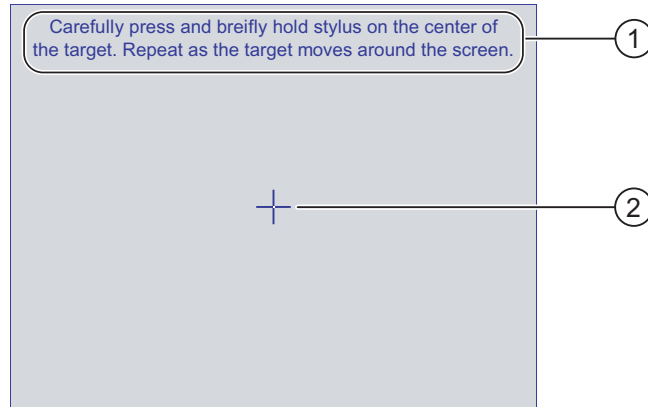 Carefully press and breifly hold stylus on the center of
the target. Repeat as the target moves around the screen.
1
2